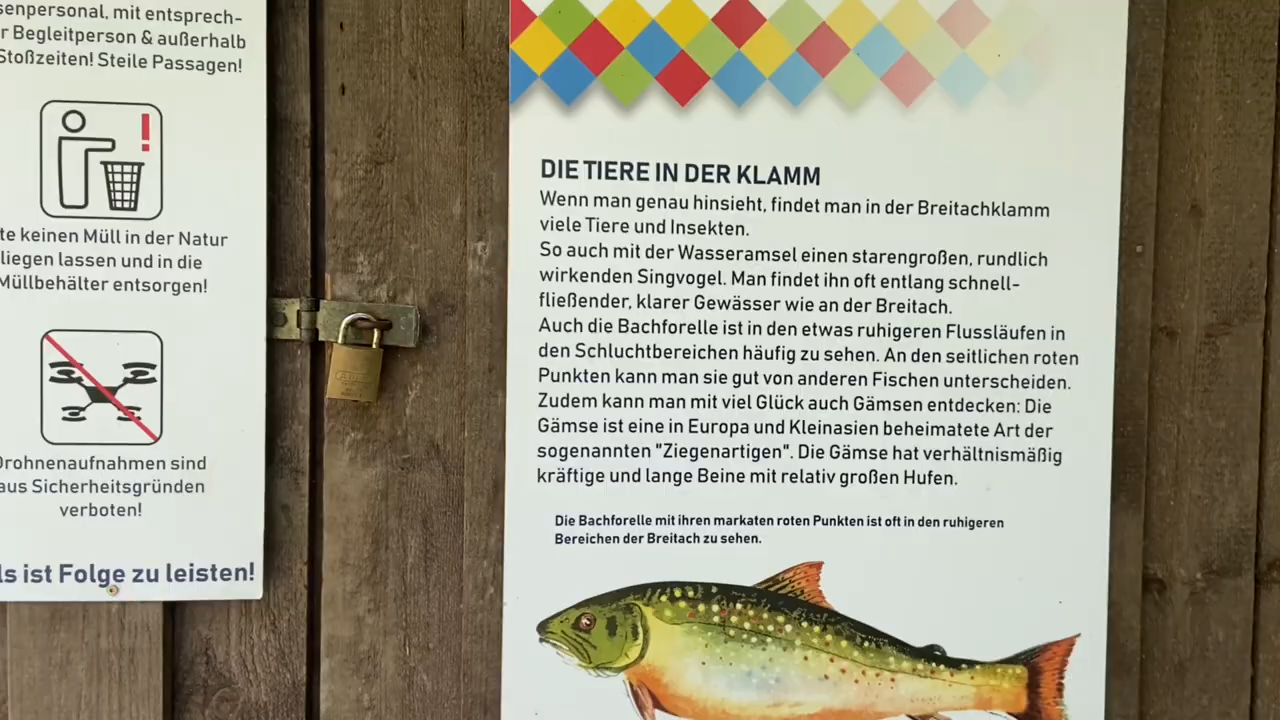 mit entsprech-
Begleitperson & außerhalb
Stoßzeiten! Steile Passagen!
keinen Müll in der Natur
liegen lassen und in die
Müllbehälter entsorgen!
Drohnenaufnahmen sind
aus Sicherheitsgründen
verboten!
ist Folge zu leisten!
ABUS
DIE TIERE IN DER KLAMM
Wenn man genau hinsieht, findet man in der Breitachklamm
viele Tiere und Insekten.
So auch mit der Wasseramsel einen starengroßen, rundlich
wirkenden Singvogel. Man findet ihn oft entlang schnell-
fließender, klarer Gewässer wie an der Breitach.
Auch die Bachforelle ist in den etwas ruhigeren Flussläufen in
den Schluchtbereichen häufig zu sehen. An den seitlichen roten
Punkten kann man sie gut von anderen Fischen unterscheiden.
Zudem kann man mit viel Glück auch Gämsen entdecken: Die
Gämse ist eine in Europa und Kleinasien beheimatete Art der
sogenannten "Ziegenartigen". Die Gämse hat verhältnismäßig
kräftige und lange Beine mit relativ großen Hufen.
Die Bachforelle mit ihren markaten roten Punkten ist oft in den ruhigeren
Bereichen der Breitach zu sehen.